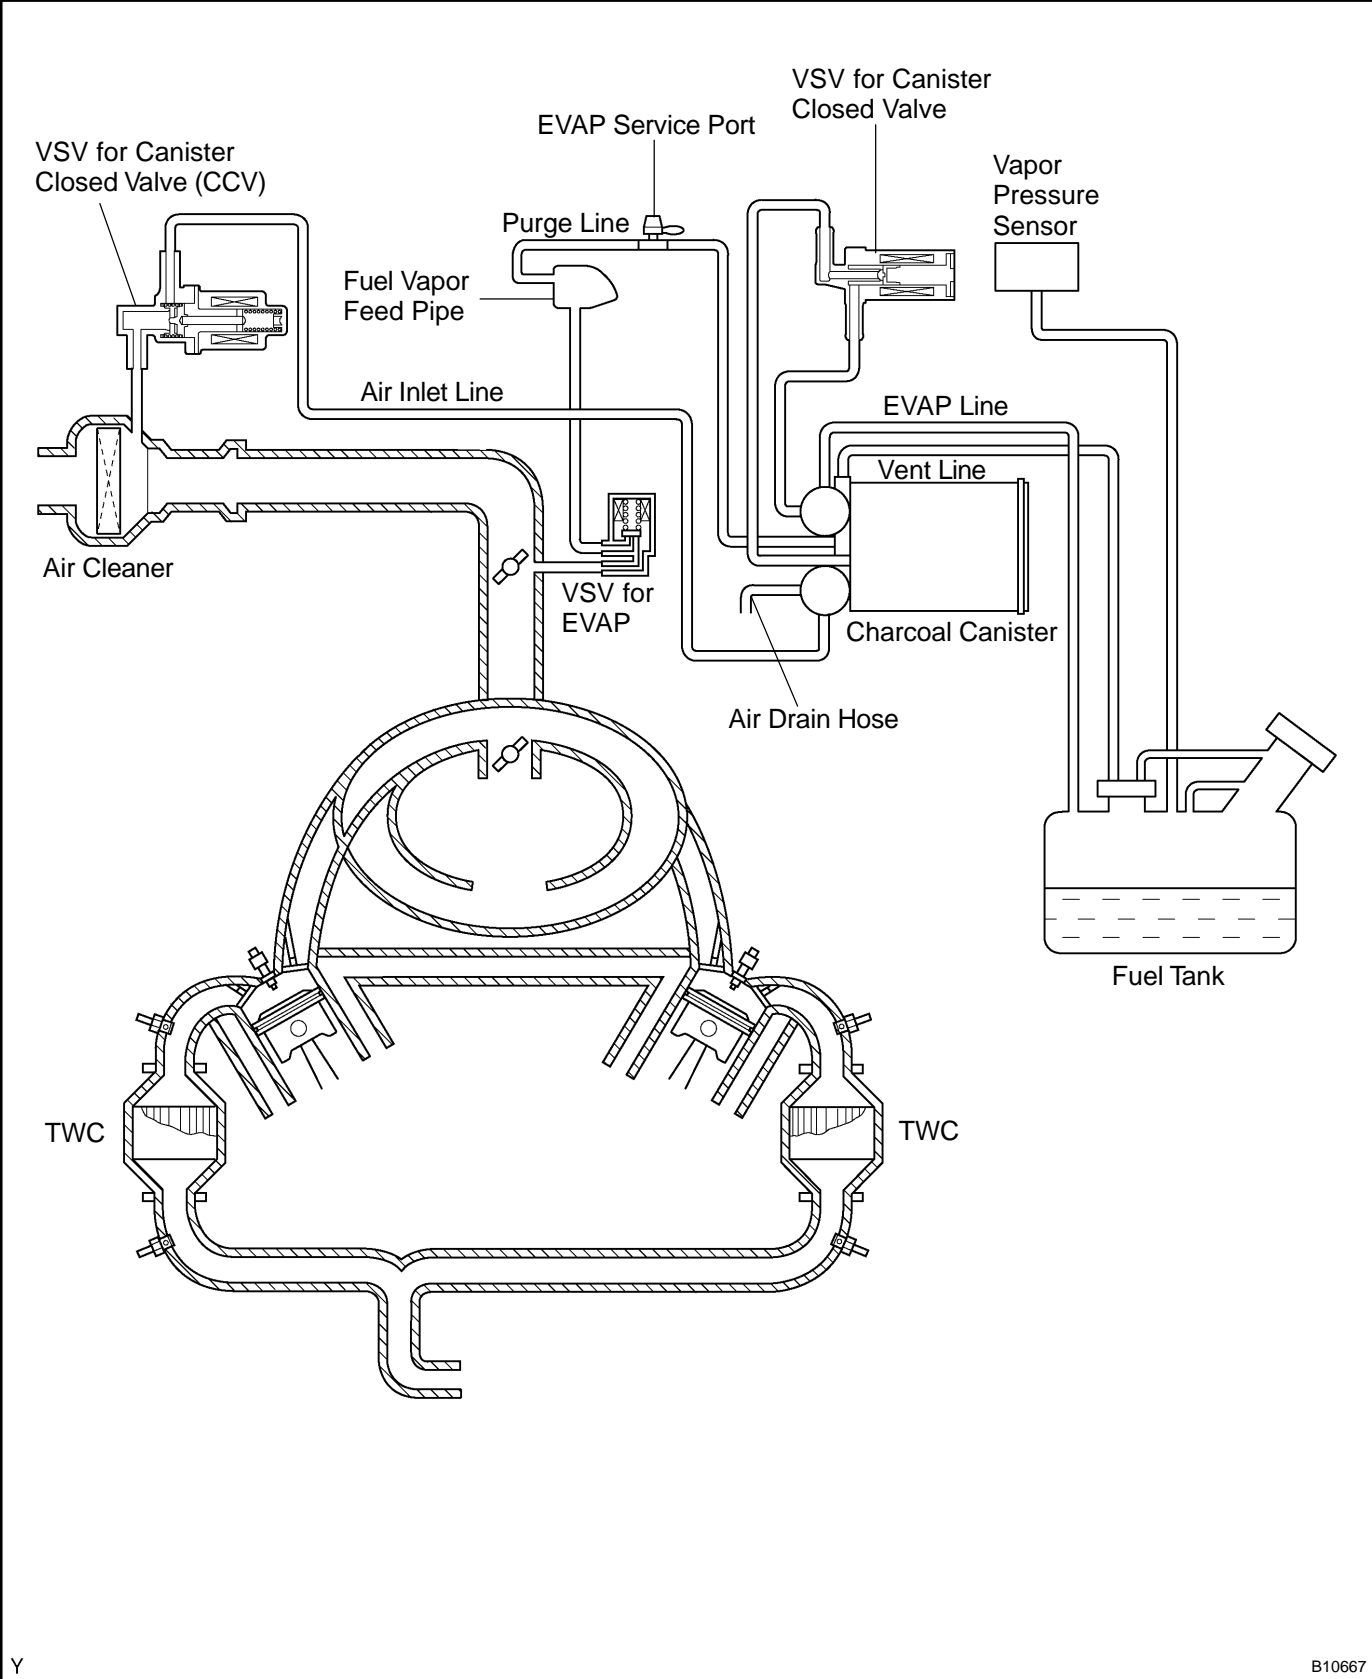 VSV for Canister
Closed Valve
EVAP Service Port
VSV for Canister
Closed Valve (CCV)
Vapor
Pressure
Sensor
Purge Line
Fuel Vapor
Feed Pipe
Air Inlet Line
EVAP Line
Vent Line
Air Cleaner
VSV for
EVAP
Charcoal Canister
Air Drain Hose
Fuel Tank
TWC
TWC
Y
B10667